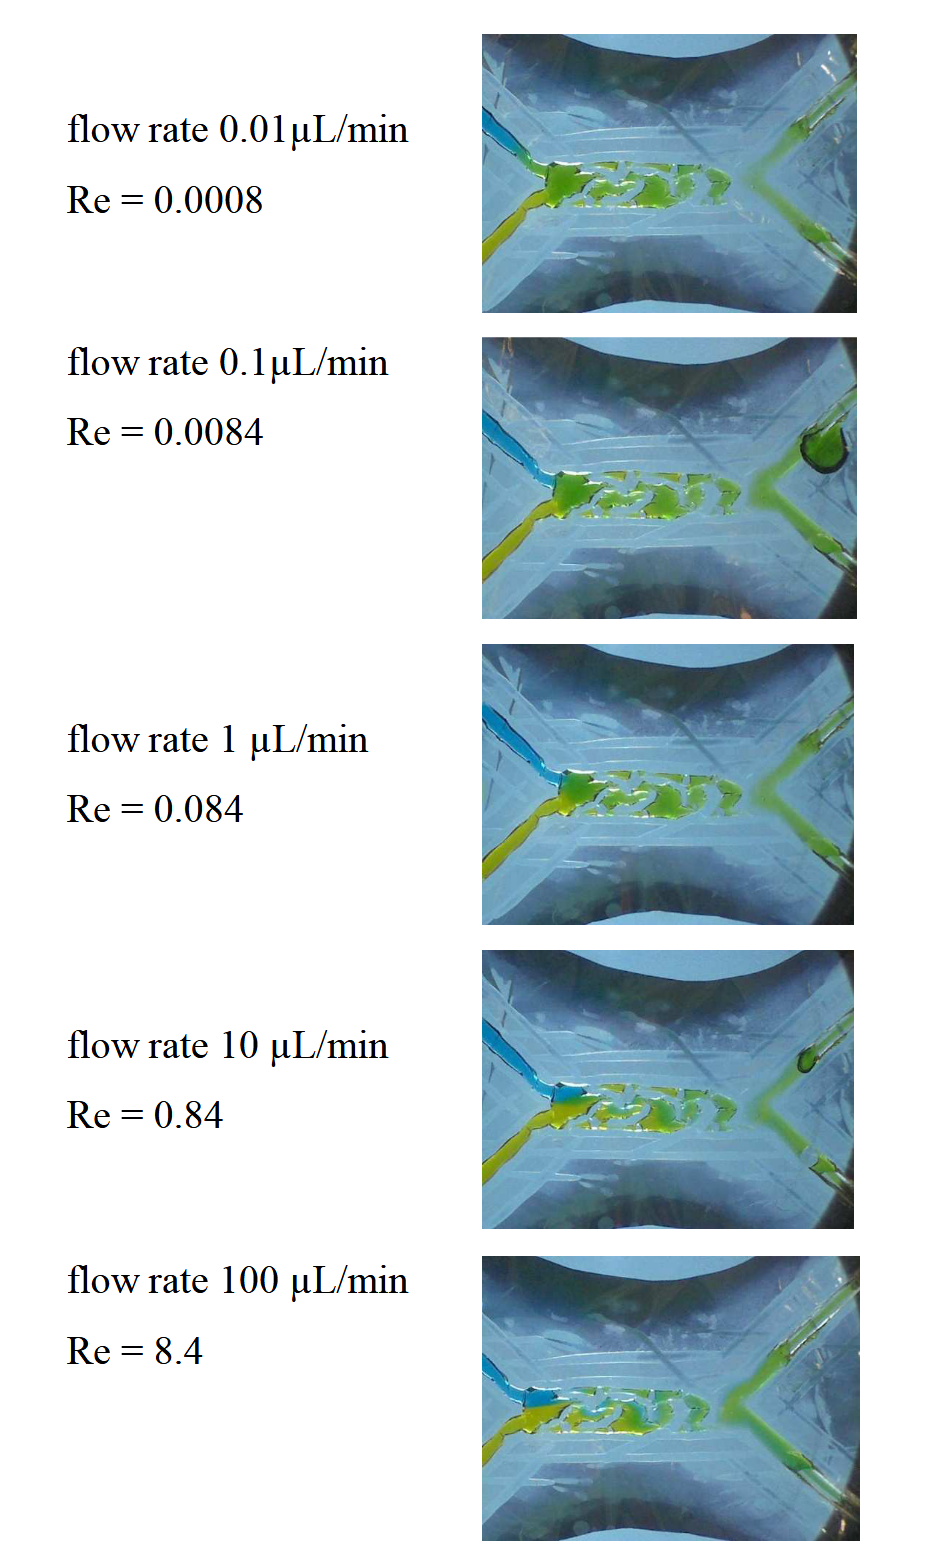 flow rate 0.01μL/min
Re = 0.0008
flow rate 0.1μL/min
Re = 0.0084
flow rate 1 μL/min
Re = 0.084
flow rate 10 μL/min
Re = 0.84
flow rate 100 μL/min
Re = 8.4